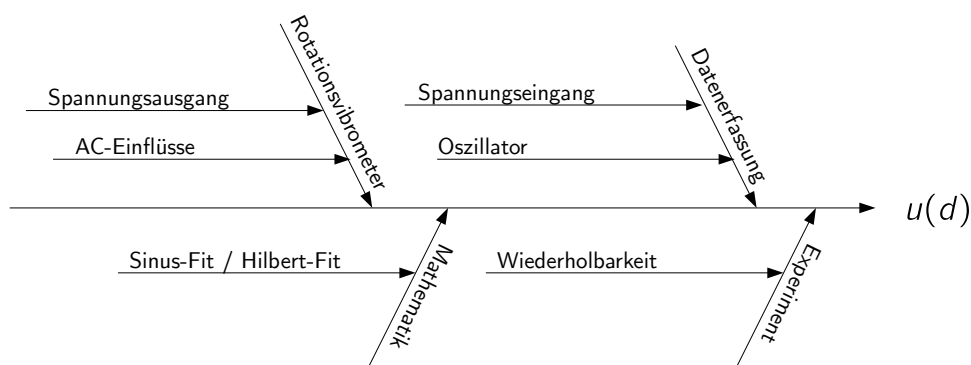 Rotationsvibrometer
Spannungsausgang
AC-Einflüsse
Datenerfassung
Spannungseingang
Oszillator
u(d)
Mathematik
Sinus-Fit / Hilbert-Fit
Experiment
Wiederholbarkeit